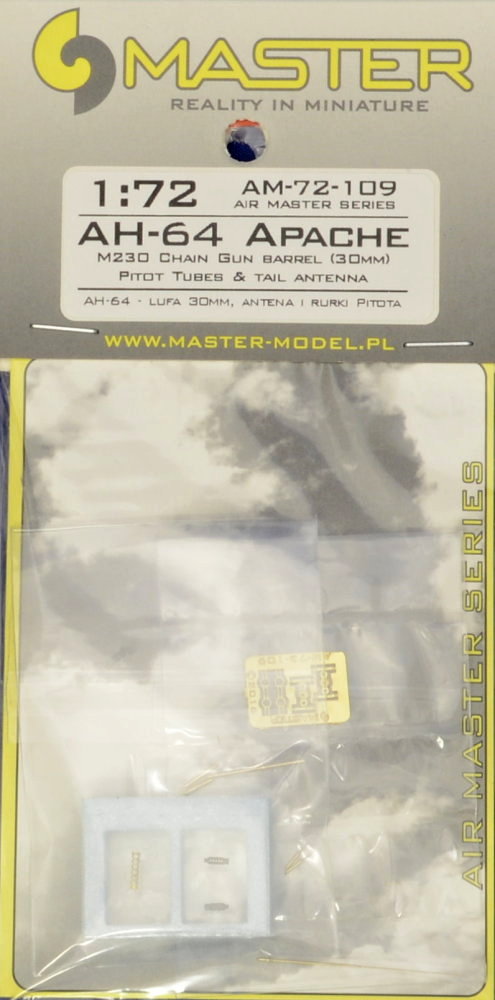 MASTER
REALITY IN MINIATURE
1:72
AM-72-109
AIR MASTER SERIES
AH-64 APACHE
M230 CHAIN GUN BARREL (30MM)
PITOT TUBES & TAIL ANTENNA
AH-64 - LUFA 30MM, ANTENA I RURKI PITOTA
WWW.MASTER-MODEL.PL
AIR MASTER SERIES